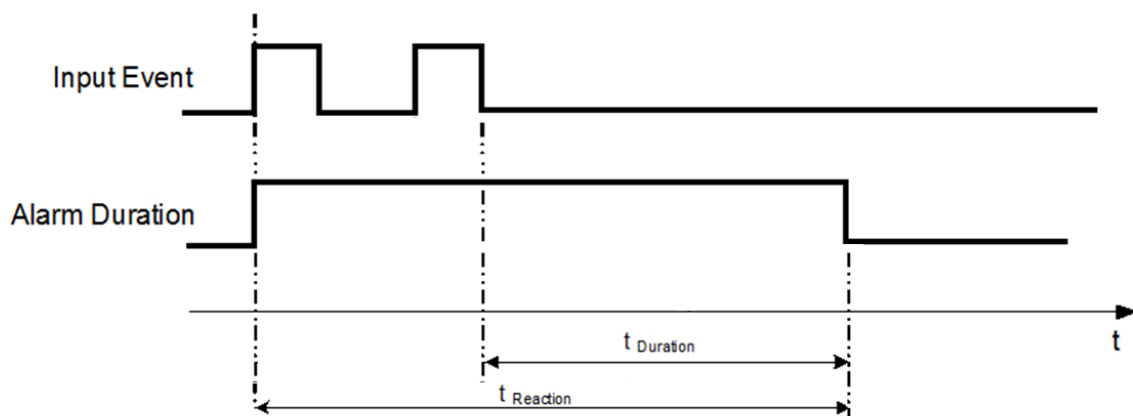 Input Event
Alarm Duration
t
t Duration
t Reaction